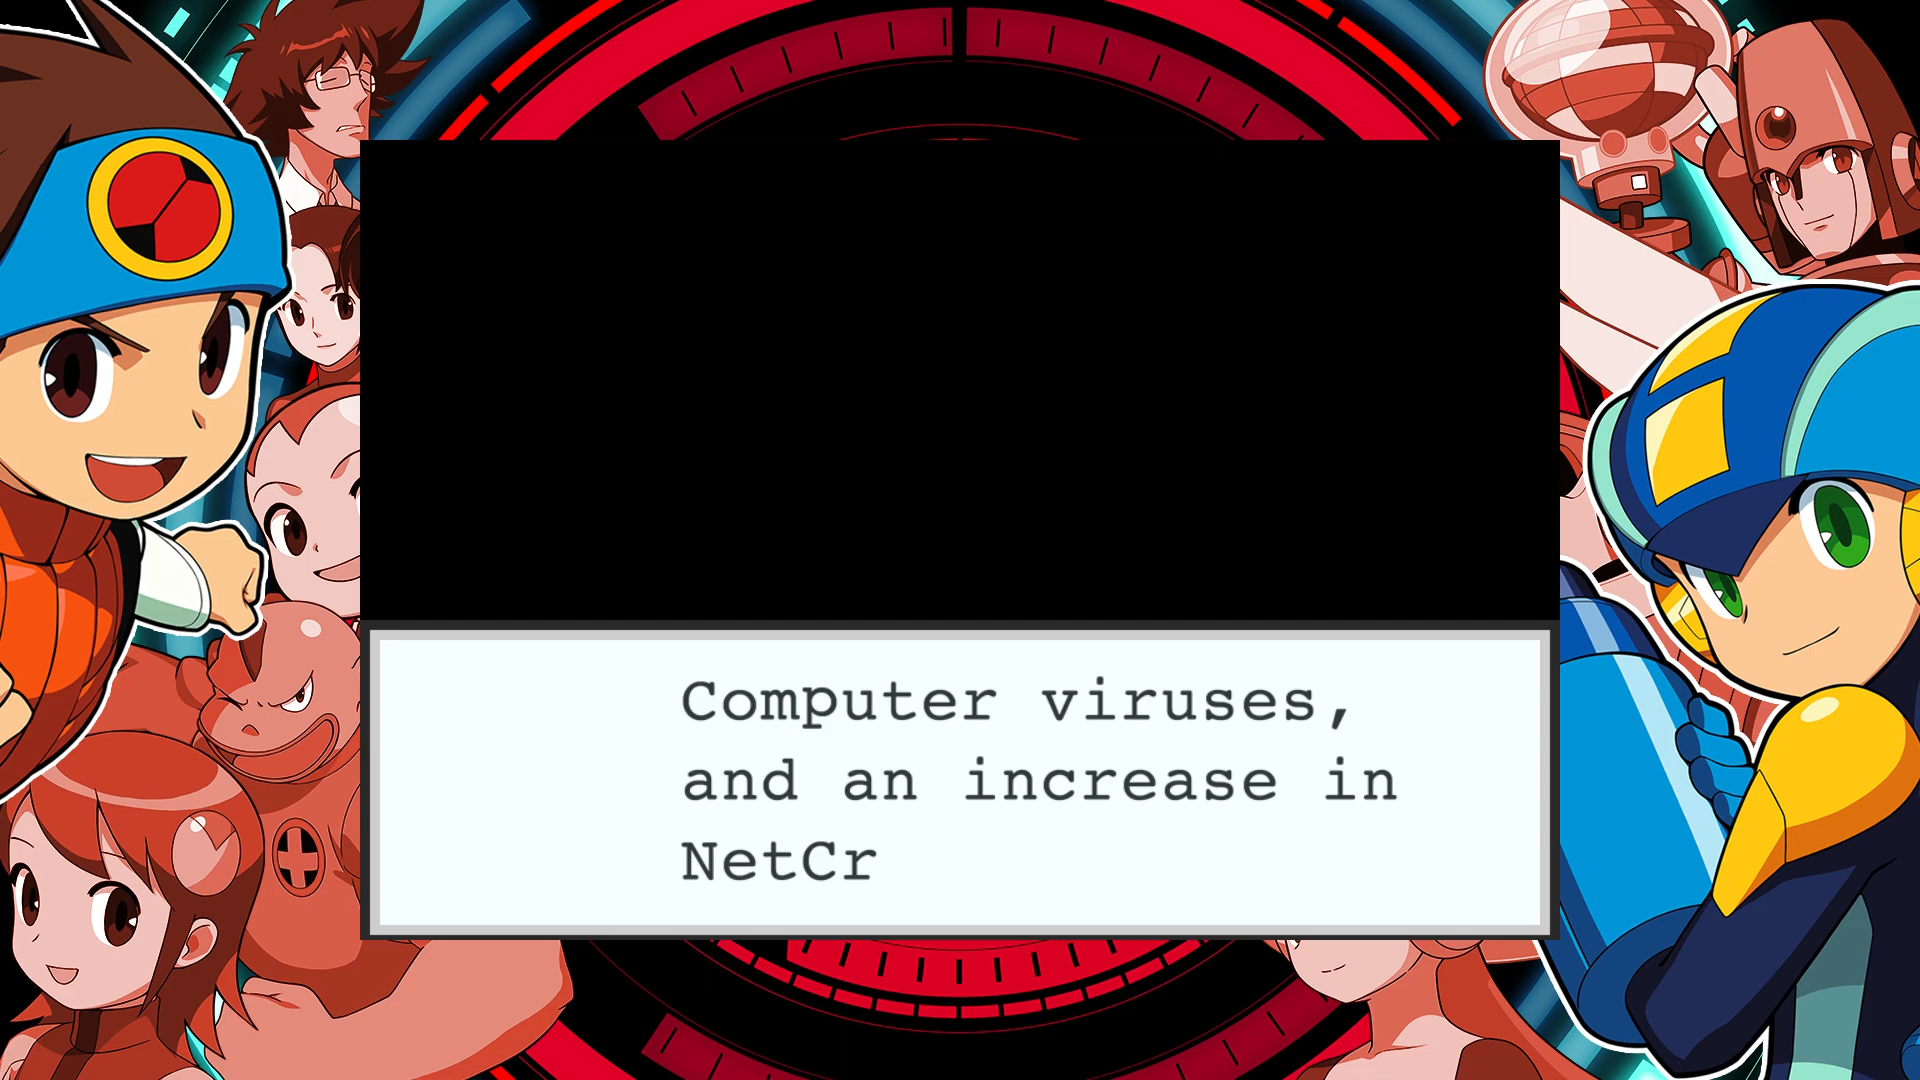 Computer viruses,
and an increase in
NetCr